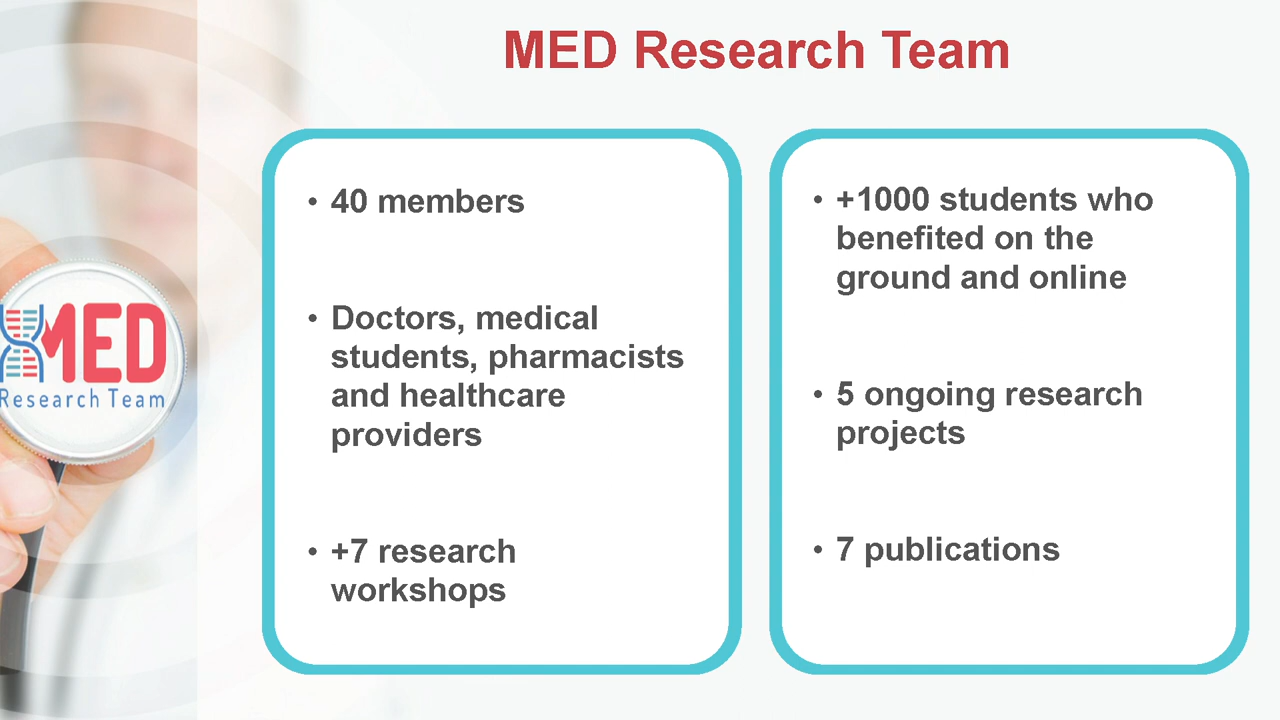 MED Research Team
MED
Research Team
• 40 members
• Doctors, medical
students, pharmacists
and healthcare
providers
• +7 research
workshops
• +1000 students who
benefited on the
ground and online
• 5 ongoing research
projects
• 7 publications